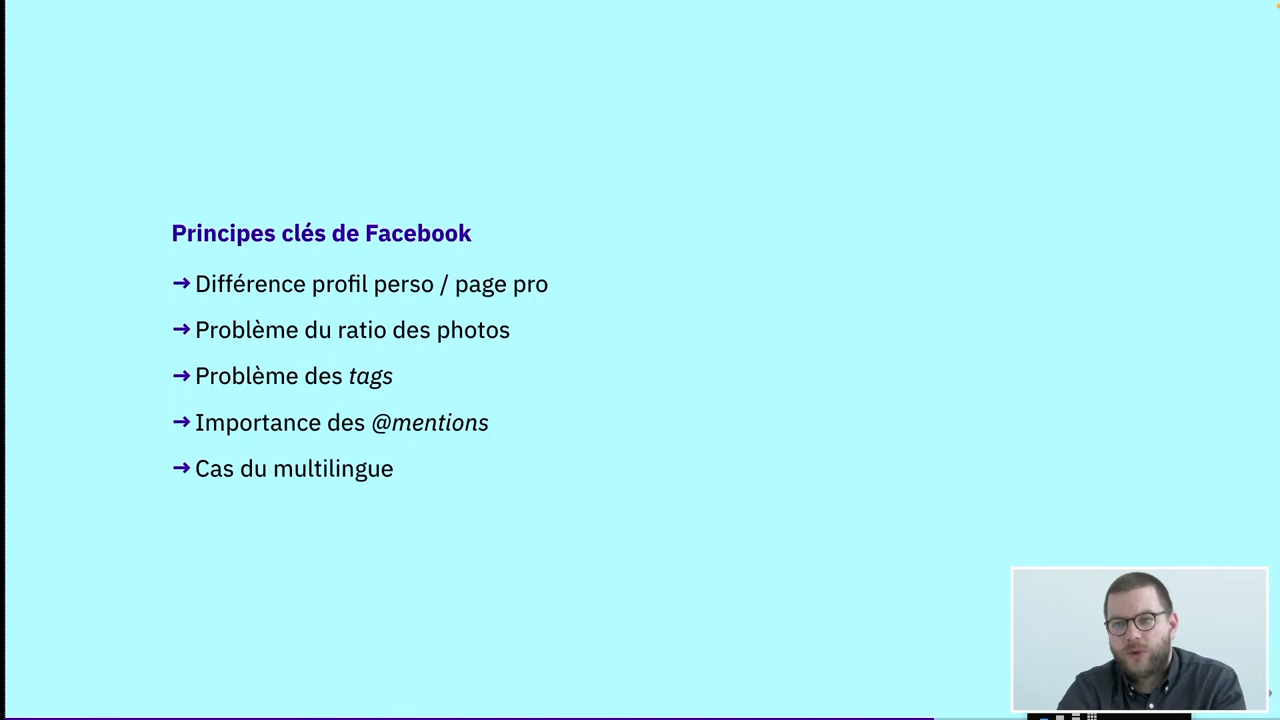 Principes clés de Facebook
→ Différence profil perso / page pro
→ Problème du ratio des photos
→ Problème des tags
→ Importance des @mentions
→ Cas du multilingue